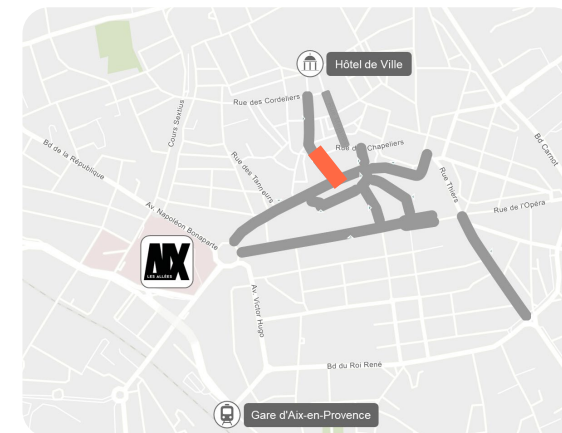 Hôtel de Ville
Rue des Cordeliers
Cours Sextius
Rue des Chapeliers
Bd Carnot
Bd de la République
Rue des Tanneurs
Rue Thiers
Av. Napoléon Bonaparte
Rue de l'Opéra
AIX
LES ALLÉES
Av. Victor Hugo
Bd du Roi René
Gare d'Aix-en-Provence